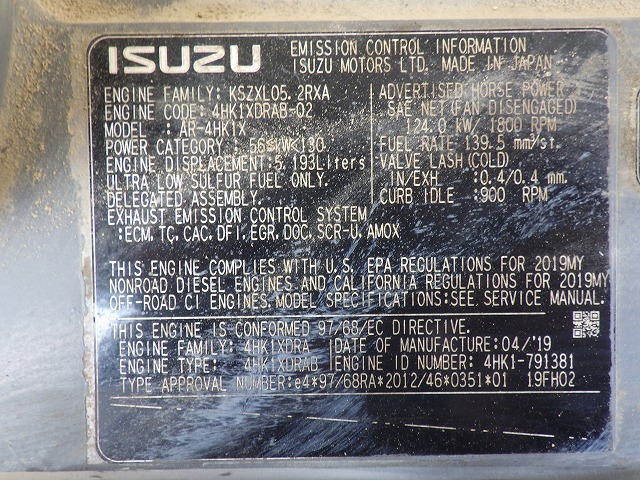 ISUZU
EMISSION CONTROL INFORMATION
ISUZU MOTORS LTD. MADE IN JAPAN
ENGINE FAMILY: KSZXL05.2RXA
ENGINE CODE: 4HK1XDRAB-02
MODEL : AR-4HK1X
POWER CATEGORY : 56≤kW<130
ENGINE DISPLACEMENT:5.193Liters
ULTRA LOW SULFUR FUEL ONLY.
DELEGATED ASSEMBLY.
EXHAUST EMISSION CONTROL SYSTEM
:ECM, TC, CAC, DFI, EGR, DOC, SCR-U, AMOX
ADVERTISED HORSE POWER
SAE NET(FAN DISENGAGED)
124.0 kW/ 1800 RPM
FUEL RATE 139.5 mm³/st.
VALVE LASH(COLD)
IN/EXH : 0.4/0.4 mm.
CURB IDLE : 900 RPM
THIS ENGINE COMPLIES WITH U.S. EPA REGULATIONS FOR 2019MY
NONROAD DIESEL ENGINES, AND CALIFORNIA REGULATIONS FOR 2019MY
OFF-ROAD CI ENGINES. MODEL SPECIFICATIONS:SEE SERVICE MANUAL.
THIS ENGINE IS CONFORMED 97/68/EC DIRECTIVE.
ENGINE FAMILY: 4HK1XDRA DATE OF MANUFACTURE:04/'19
ENGINE TYPE: 4HK1XDRAB ENGINE ID NUMBER: 4HK1-791381
TYPE APPROVAL NUMBER:e4*97/68RA*2012/46*0351*01 19FH02